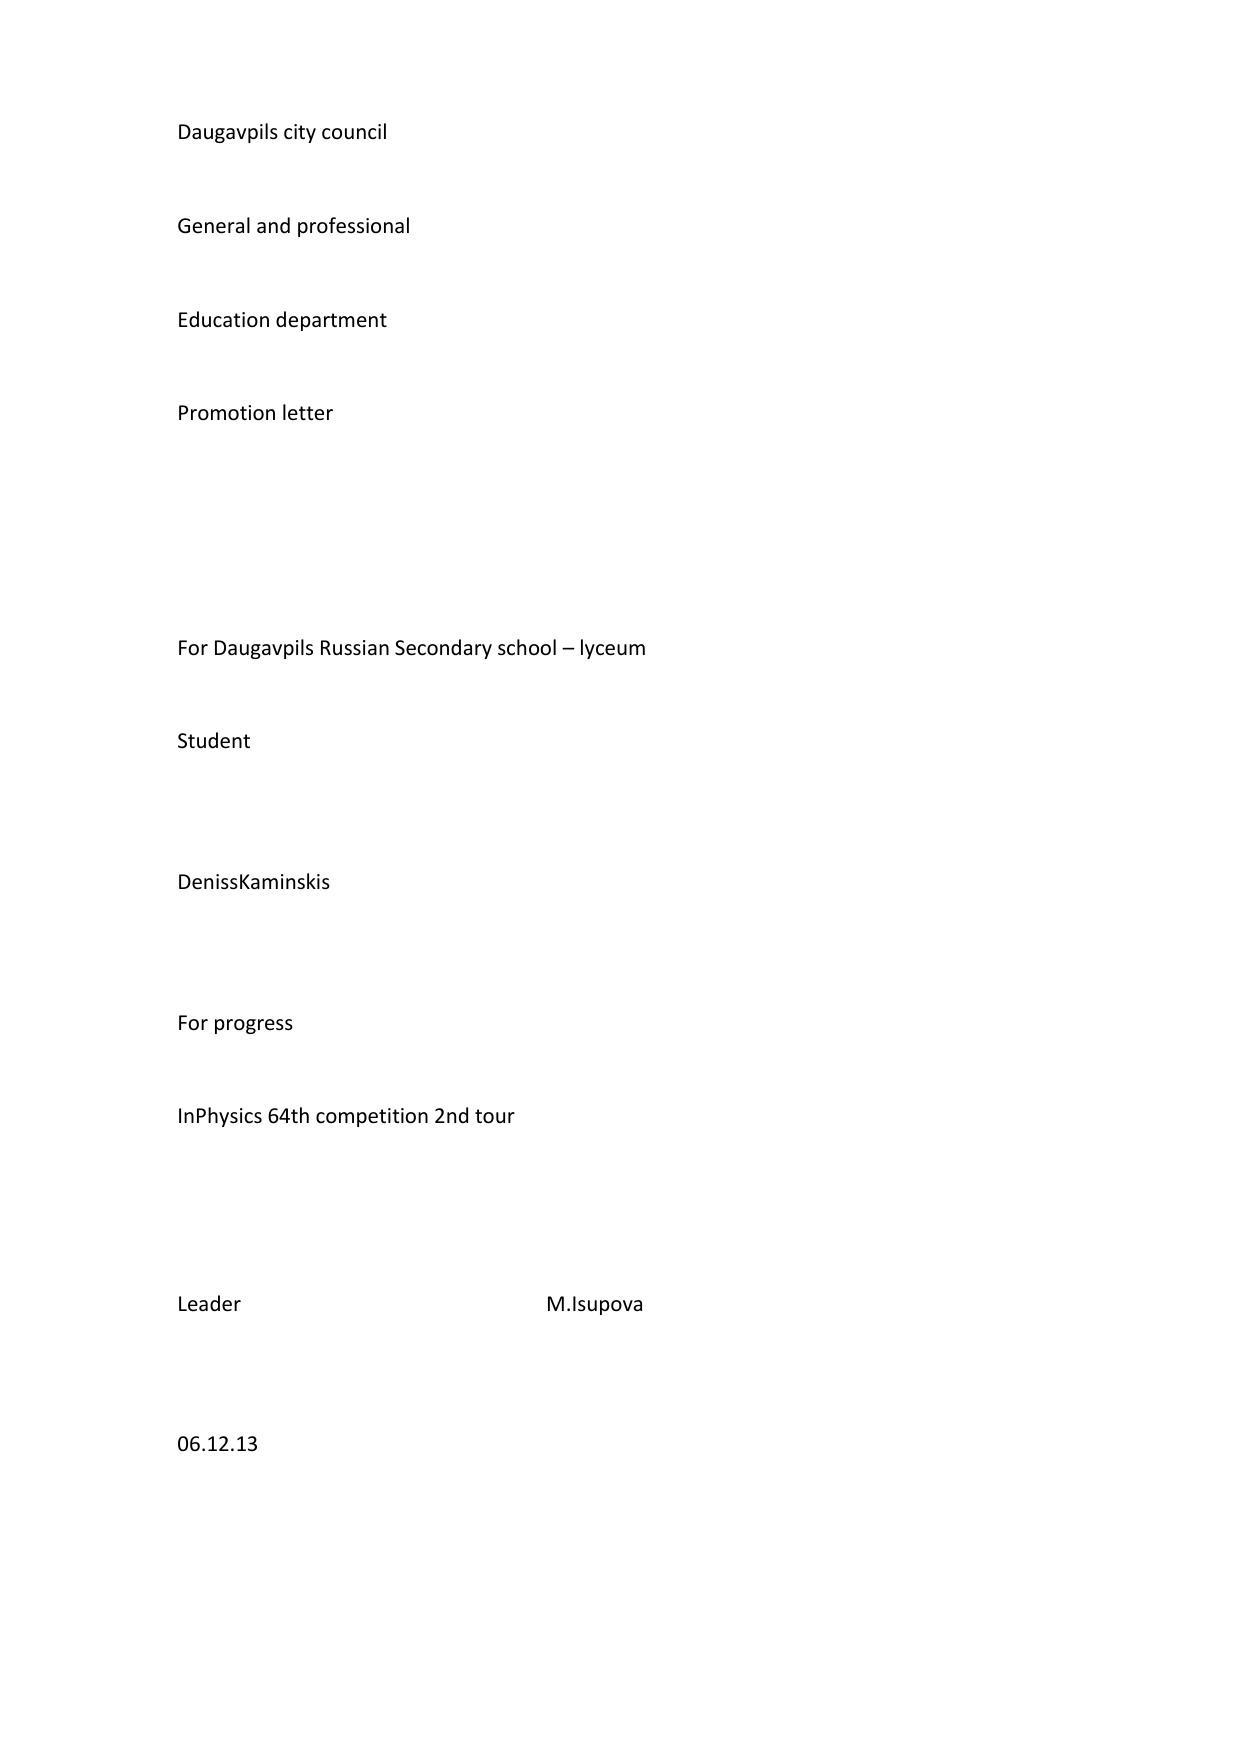 Daugavpils city council
General and professional
Education department
Promotion letter
For Daugavpils Russian Secondary school – lyceum
Student
DenissKaminskis
For progress
InPhysics 64th competition 2nd tour
Leader M.Isupova
06.12.13